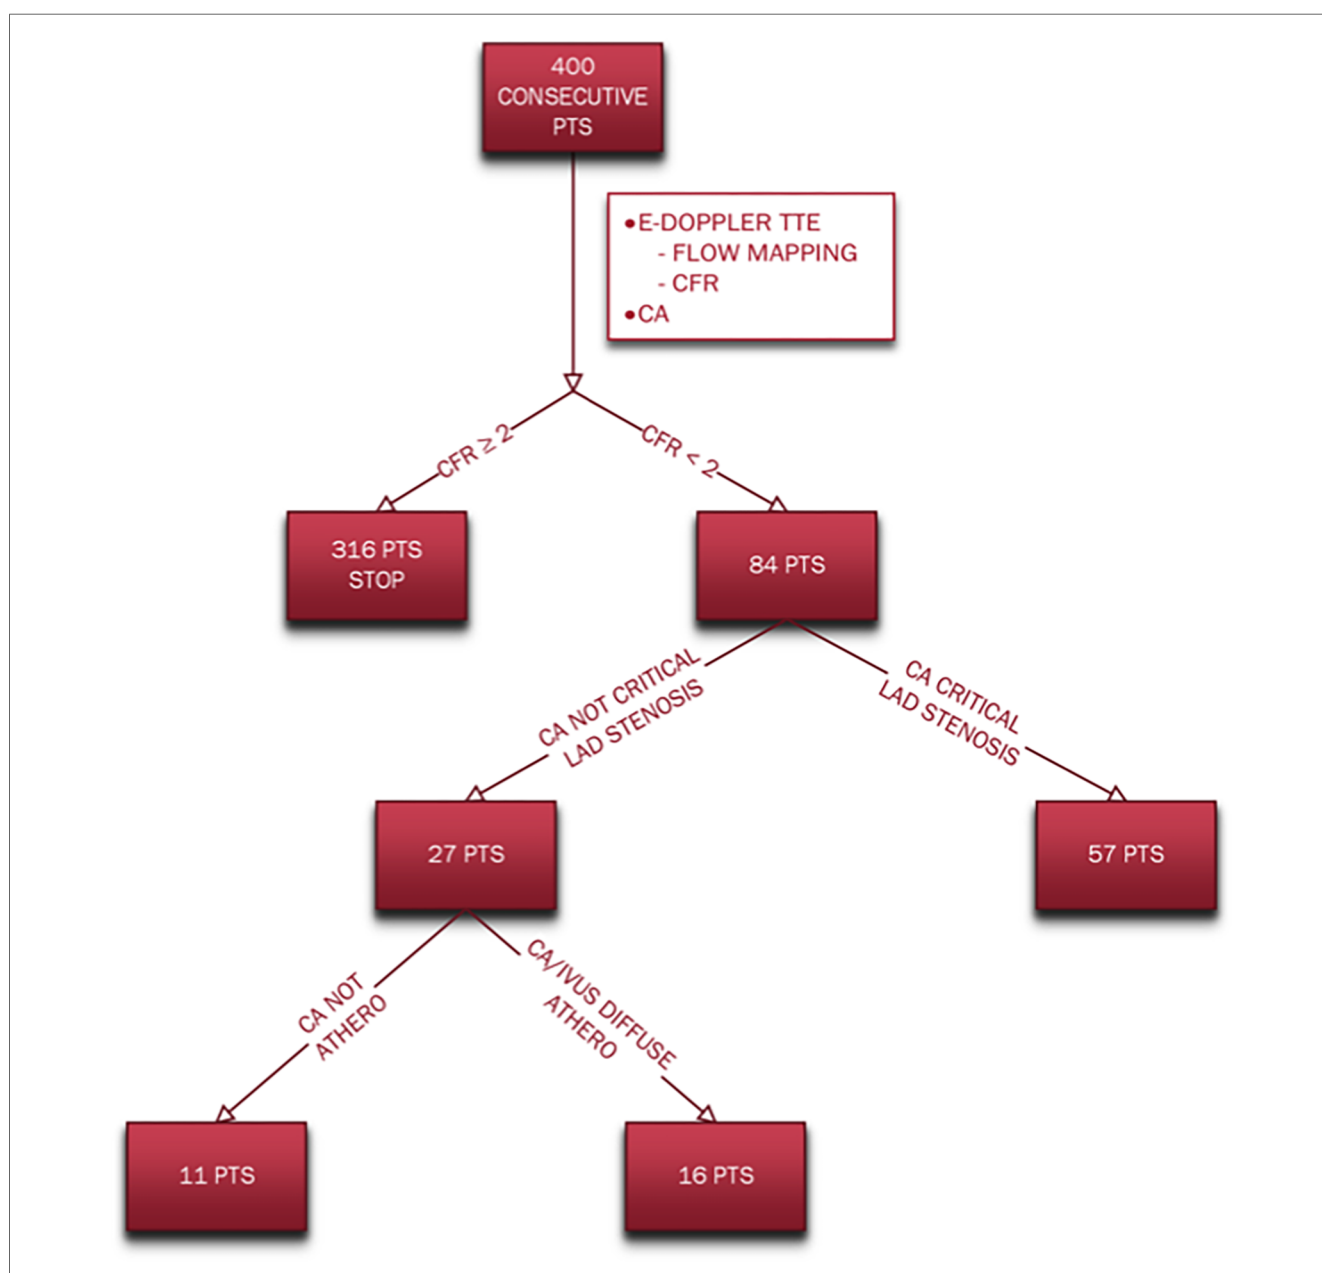 400
CONSECUTIVE
PTS
•E-DOPPLER TTE
- FLOW MAPPING
- CFR
•CA
CFR ≥ 2
CFR < 2
316 PTS
STOP
84 PTS
CA NOT CRITICAL
LAD STENOSIS
CA CRITICAL
LAD STENOSIS
27 PTS
57 PTS
CA NOT
ATHERO
CA/IVUS DIFFUSE
ATHERO
11 PTS
16 PTS